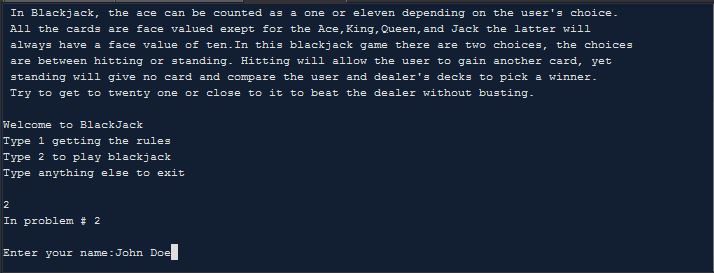 In Blackjack, the ace can be counted as a one or eleven depending on the user's choice.
All the cards are face valued exept for the Ace,King,Queen,and Jack the latter will
always have a face value of ten.In this blackjack game there are two choices, the choices
are between hitting or standing. Hitting will allow the user to gain another card, yet
standing will give no card and compare the user and dealer's decks to pick a winner.
Try to get to twenty one or close to it to beat the dealer without busting.
Welcome to BlackJack
Type 1 getting the rules
Type 2 to play blackjack
Type anything else to exit
2
In problem # 2
Enter your name:John Doe